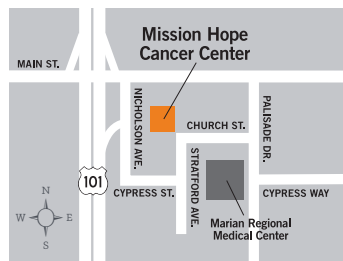 Mission Hope
Cancer Center
MAIN ST.
NICHOLSON AVE.
PALISADE DR.
CHURCH ST.
STRATFORD AVE.
101
CYPRESS ST.
CYPRESS WAY
N
W
E
S
Marian Regional
Medical Center